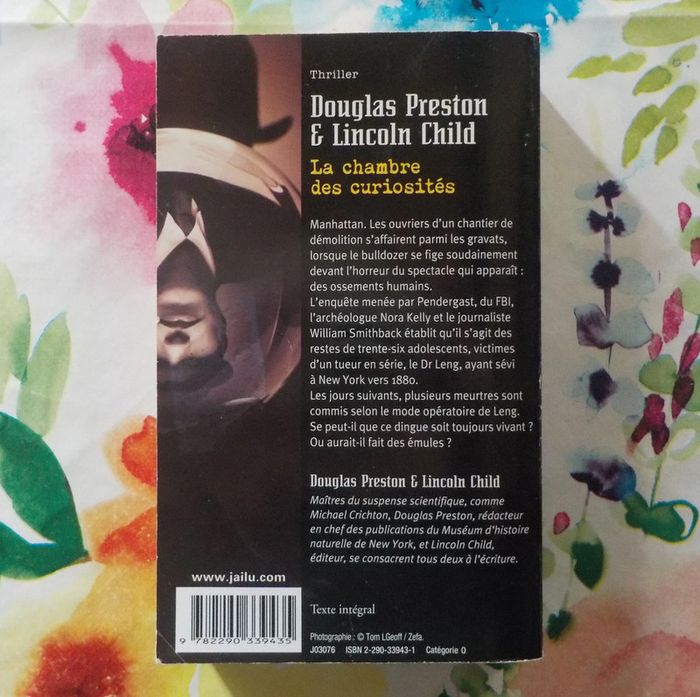 Thriller
Douglas Preston
& Lincoln Child
La chambre
des curiosités
Manhattan. Les ouvriers d'un chantier de
démolition s'affairent parmi les gravats,
lorsque le bulldozer se fige soudainement
devant l'horreur du spectacle qui apparaît :
des ossements humains.
L'enquête menée par Pendergast, du FBI,
l'archéologue Nora Kelly et le journaliste
William Smithback établit qu'il s'agit des
restes de trente-six adolescents, victimes
d'un tueur en série, le Dr Leng, ayant sévi
à New York vers 1880.
Les jours suivants, plusieurs meurtres sont
commis selon le mode opératoire de Leng.
Se peut-il que ce dingue soit toujours vivant ?
Ou aurait-il fait des émules ?
Douglas Preston & Lincoln Child
Maîtres du suspense scientifique, comme
Michael Crichton, Douglas Preston, rédacteur
en chef des publications du Muséum d'histoire
naturelle de New York, et Lincoln Child,
éditeur, se consacrent tous deux à l'écriture.
www.jailu.com
9 782290 339435
Texte intégral
Photographie : © Tom LGeoff / Zefa.
J03076 ISBN 2-290-33943-1 Catégorie 0